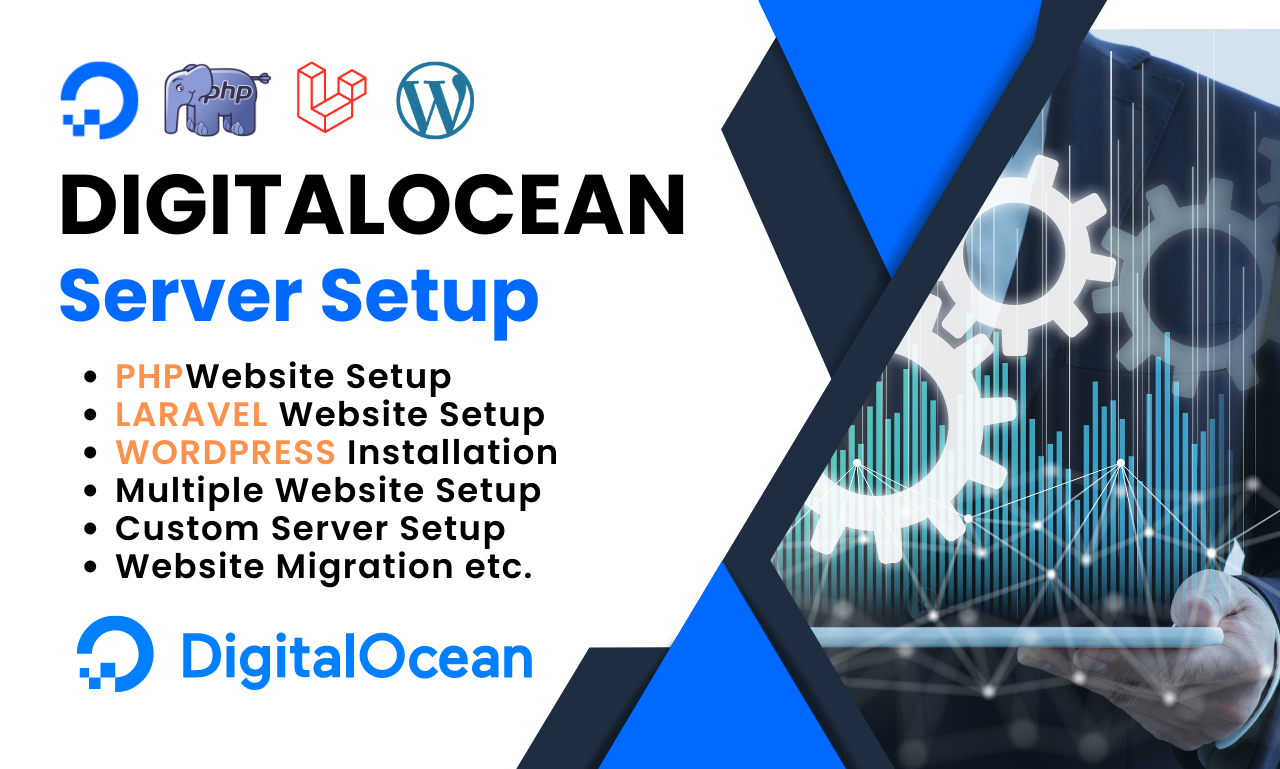 php
DIGITALOCEAN
Server Setup
PHPWebsite Setup
LARAVEL Website Setup
WORDPRESS Installation
Multiple Website Setup
Custom Server Setup
Website Migration etc.
DigitalOcean